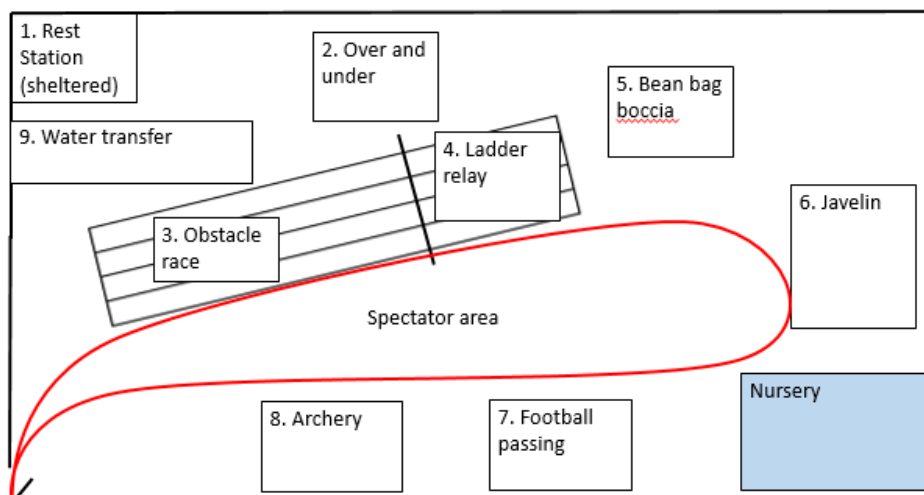 1. Rest
Station
(sheltered)
2. Over and
under
5. Bean bag
boccia
9. Water transfer
4. Ladder
relay
6. Javelin
3. Obstacle
race
Spectator area
Nursery
8. Archery
7. Football
passing